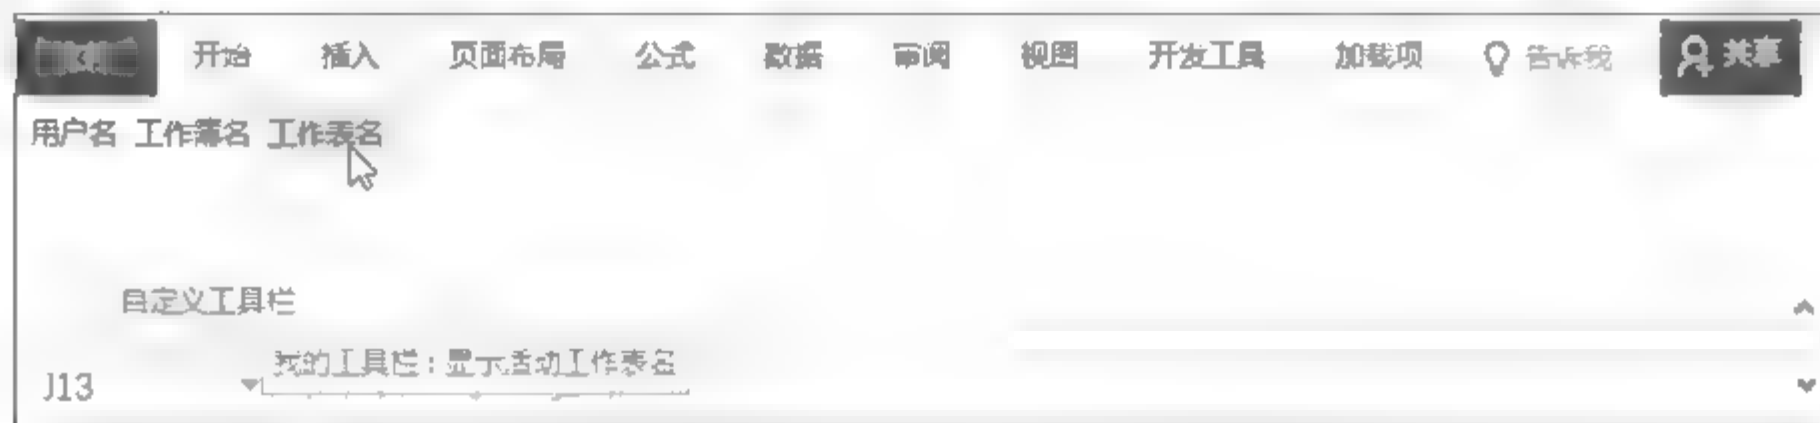 开始 插入 页面布局 公式 数据 审阅 视图 开发工具 加载项 告诉我 共享
用户名 工作簿名 工作表名
自定义工具栏
我的工具栏：显示活动工作表名
J13